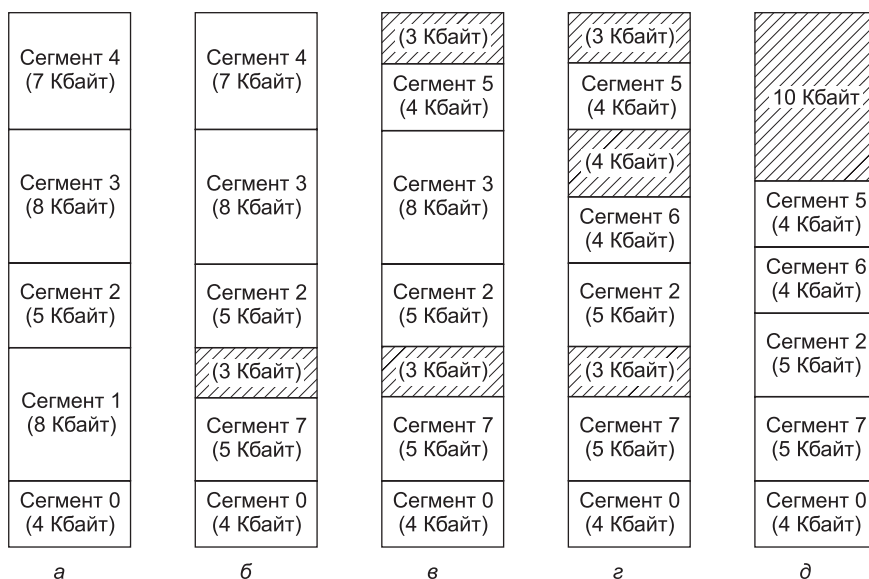 Сегмент 4
(7 Кбайт)
Сегмент 3
(8 Кбайт)
Сегмент 2
(5 Кбайт)
Сегмент 1
(8 Кбайт)
Сегмент 0
(4 Кбайт)
а
Сегмент 4
(7 Кбайт)
Сегмент 3
(8 Кбайт)
Сегмент 2
(5 Кбайт)
(3 Кбайт)
Сегмент 7
(5 Кбайт)
Сегмент 0
(4 Кбайт)
б
(3 Кбайт)
Сегмент 5
(4 Кбайт)
Сегмент 3
(8 Кбайт)
Сегмент 2
(5 Кбайт)
(3 Кбайт)
Сегмент 7
(5 Кбайт)
Сегмент 0
(4 Кбайт)
в
(3 Кбайт)
Сегмент 5
(4 Кбайт)
(4 Кбайт)
Сегмент 6
(4 Кбайт)
Сегмент 2
(5 Кбайт)
(3 Кбайт)
Сегмент 7
(5 Кбайт)
Сегмент 0
(4 Кбайт)
г
10 Кбайт
Сегмент 5
(4 Кбайт)
Сегмент 6
(4 Кбайт)
Сегмент 2
(5 Кбайт)
Сегмент 7
(5 Кбайт)
Сегмент 0
(4 Кбайт)
д